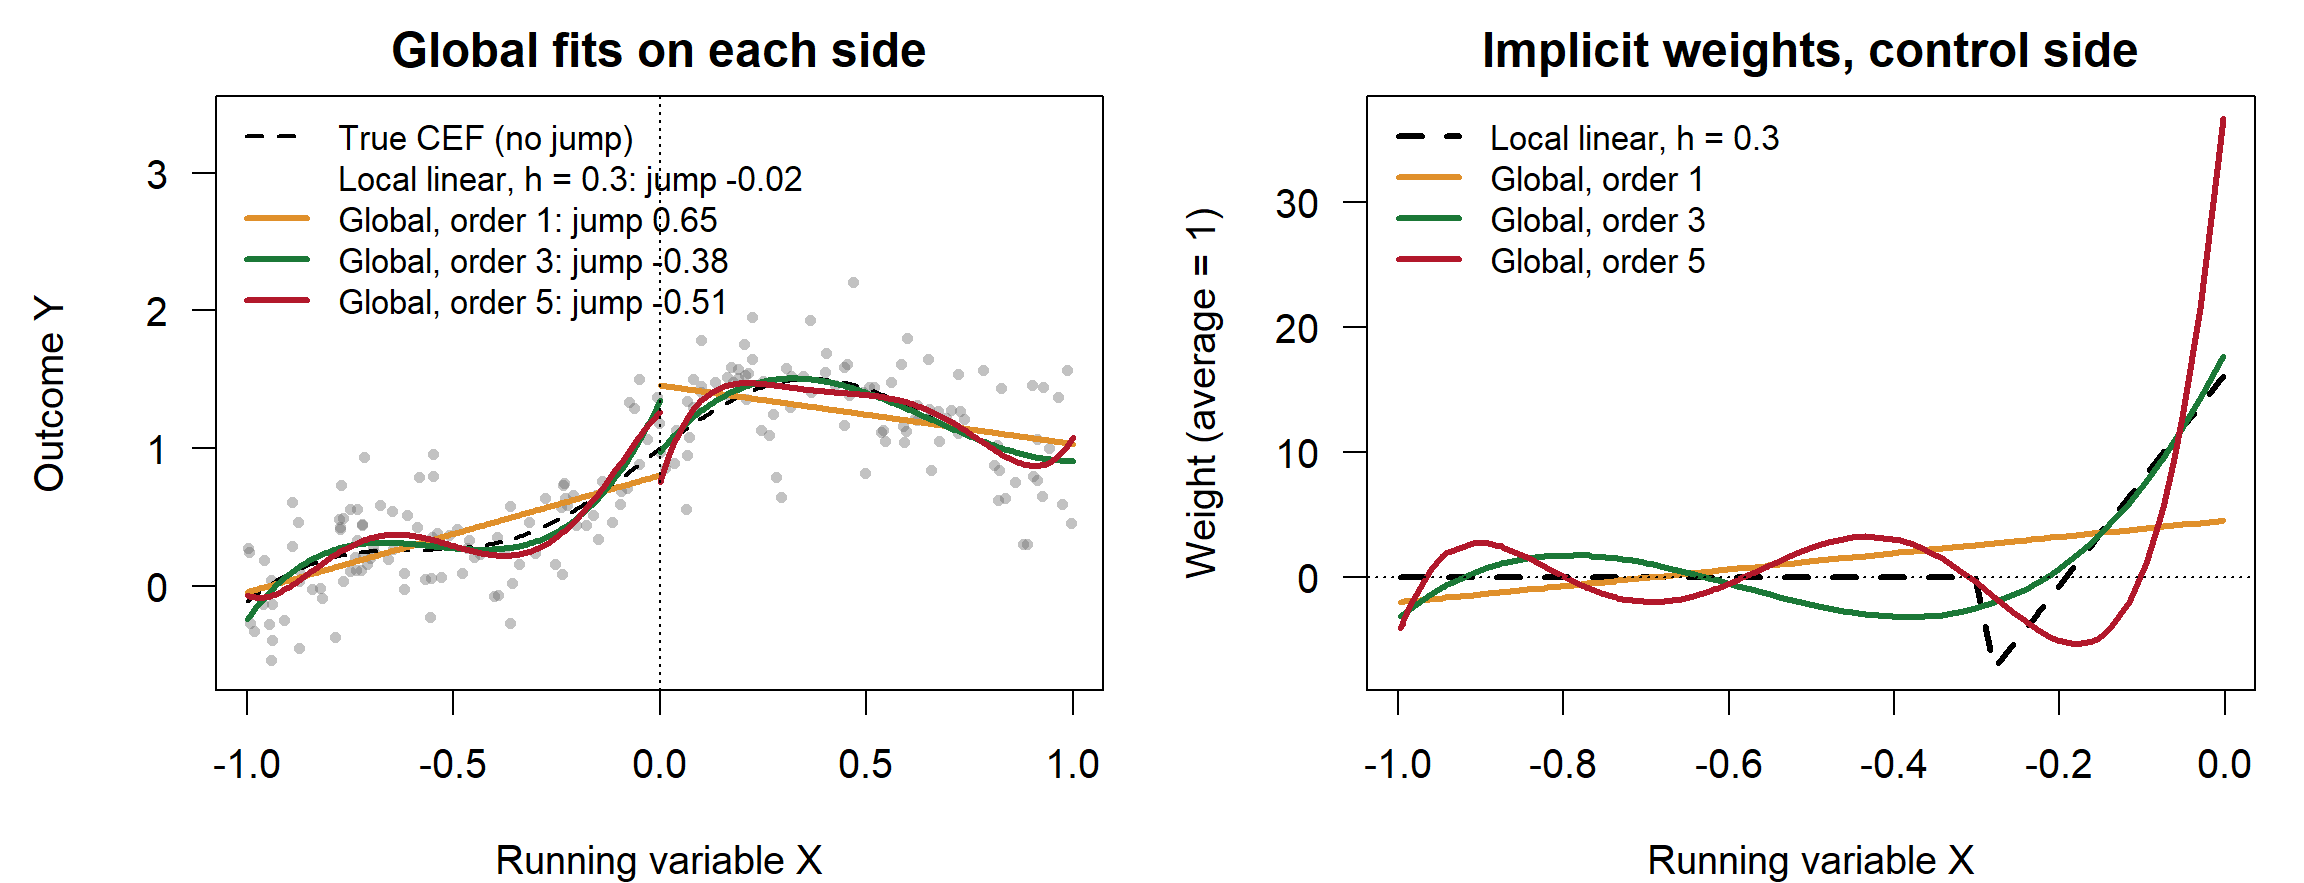 Global fits on each side
True CEF (no jump)
Local linear, h = 0.3: jump -0.02
Global, order 1: jump 0.65
Global, order 3: jump -0.38
Global, order 5: jump -0.51
Outcome Y
3
2
1
0
-1.0 -0.5 0.0 0.5 1.0
Running variable X
Implicit weights, control side
Local linear, h = 0.3
Global, order 1
Global, order 3
Global, order 5
Weight (average = 1)
30
20
10
0
-1.0 -0.8 -0.6 -0.4 -0.2 0.0
Running variable X